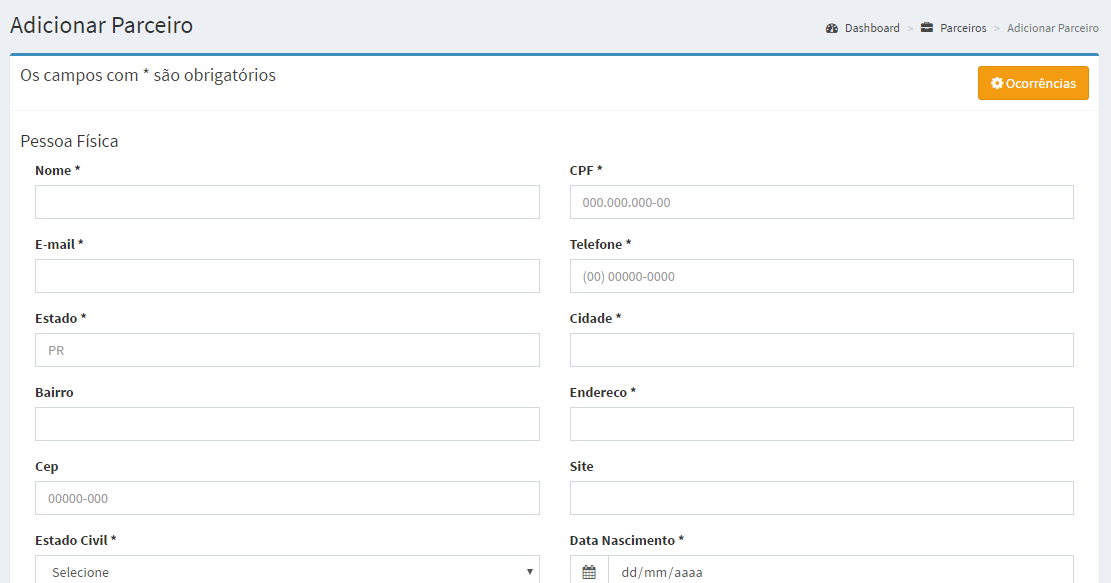 Adicionar Parceiro
Dashboard > Parceiros > Adicionar Parceiro
Os campos com * são obrigatórios
Ocorrências
Pessoa Física
Nome * CPF *
000.000.000-00
E-mail * Telefone *
(00) 00000-0000
Estado * Cidade *
PR
Bairro Endereco *
Cep Site
00000-000
Estado Civil * Data Nascimento *
Selecione dd/mm/aaaa